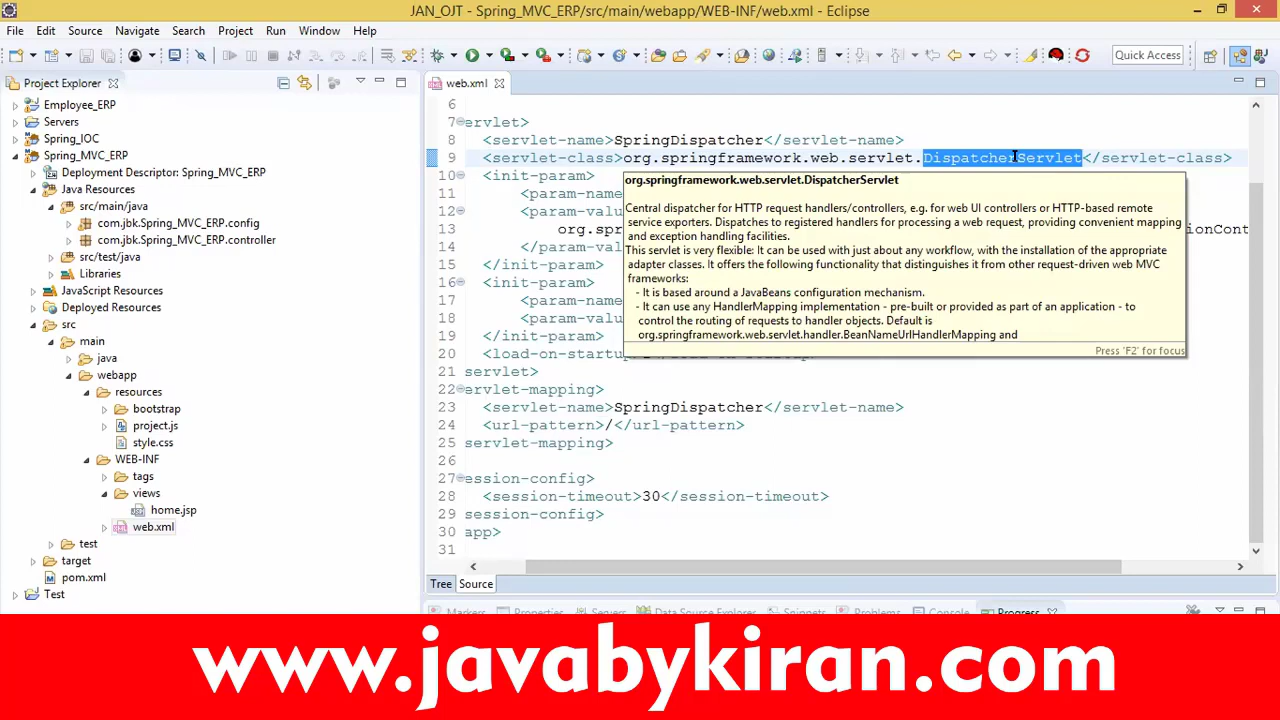 JAN_OJT - Spring_MVC_ERP/src/main/webapp/WEB-INF/web.xml - Eclipse
File Edit Source Navigate Search Project Run Window Help
Quick Access
Project Explorer
web.xml
Employee_ERP
Servers
Spring_IOC
Spring_MVC_ERP
Deployment Descriptor: Spring_MVC_ERP
Java Resources
src/main/java
com.jbk.Spring_MVC_ERP.config
com.jbk.Spring_MVC_ERP.controller
src/test/java
Libraries
JavaScript Resources
Deployed Resources
src
main
java
webapp
resources
bootstrap
project.js
style.css
WEB-INF
tags
views
home.jsp
web.xml
test
target
pom.xml
Test
6
7 ervlet>
8 <servlet-name>SpringDispatcher</servlet-name>
9 <servlet-class>org.springframework.web.servlet.DispatcherServlet</servlet-class>
10 <init-param>
11 <param-name
12 <param-valu
13 org.spr ionCont
14 </param-val
15 </init-param>
16 <init-param>
17 <param-name
18 <param-valu
19 </init-param>
20 <load-on-startup
21 servlet>
22 ervlet-mapping>
23 <servlet-name>SpringDispatcher</servlet-name>
24 <url-pattern>/</url-pattern>
25 servlet-mapping>
26
27 ession-config>
28 <session-timeout>30</session-timeout>
29 session-config>
30 app>
31
org.springframework.web.servlet.DispatcherServlet
Central dispatcher for HTTP request handlers/controllers, e.g. for web UI controllers or HTTP-based remote
service exporters. Dispatches to registered handlers for processing a web request, providing convenient mapping
and exception handling facilities.
This servlet is very flexible: It can be used with just about any workflow, with the installation of the appropriate
adapter classes. It offers the following functionality that distinguishes it from other request-driven web MVC
frameworks:
- It is based around a JavaBeans configuration mechanism.
- It can use any HandlerMapping implementation - pre-built or provided as part of an application - to
control the routing of requests to handler objects. Default is
org.springframework.web.servlet.handler.BeanNameUrlHandlerMapping and
Press 'F2' for focus
Tree Source
Markers Properties Servers Data Source Explorer Snippets Problems Console Progress
www.javabykiran.com